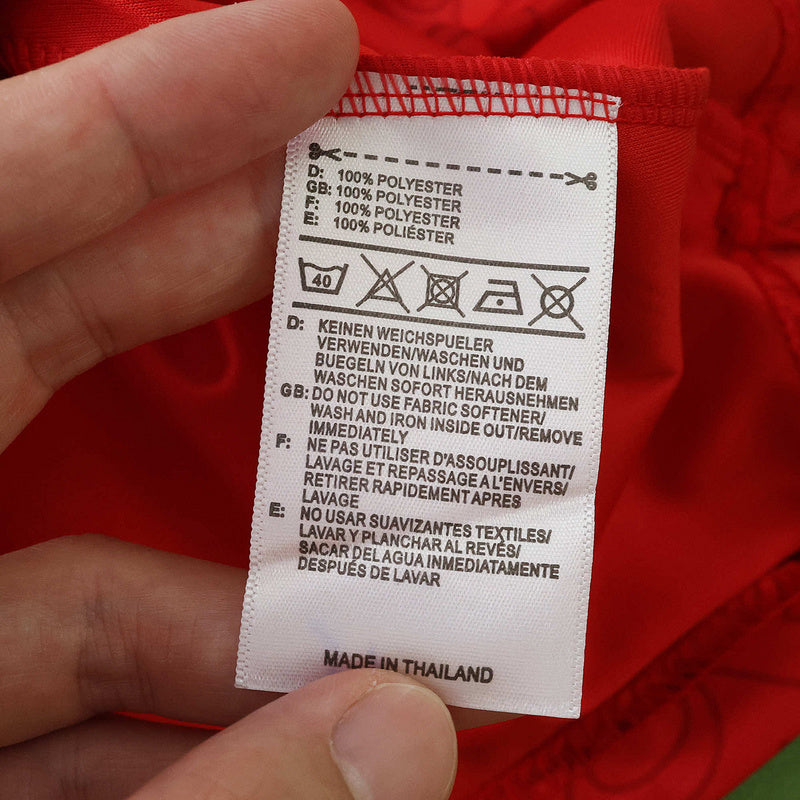 D: 100% POLYESTER
GB: 100% POLYESTER
F: 100% POLYESTER
E: 100% POLIÉSTER
40
D: KEINEN WEICHSPUELER
VERWENDEN/WASCHEN UND
BUEGELN VON LINKS/NACH DEM
WASCHEN SOFORT HERAUSNEHMEN
GB: DO NOT USE FABRIC SOFTENER/
WASH AND IRON INSIDE OUT/REMOVE
IMMEDIATELY
F: NE PAS UTILISER D'ASSOUPLISSANT/
LAVAGE ET REPASSAGE A L'ENVERS/
RETIRER RAPIDEMENT APRES
LAVAGE
E: NO USAR SUAVIZANTES TEXTILES/
LAVAR Y PLANCHAR AL REVÉS/
SACAR DEL AGUA INMEDIATAMENTE
DESPUÉS DE LAVAR
MADE IN THAILAND